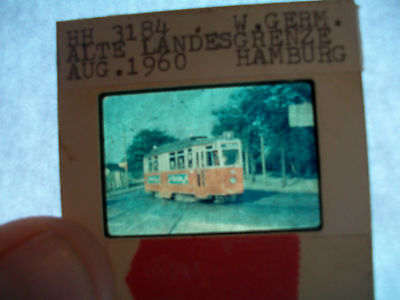 HH 3184 . W.GERM.
ALTE LANDESGRENZE.
AUG.1960 HAMBURG